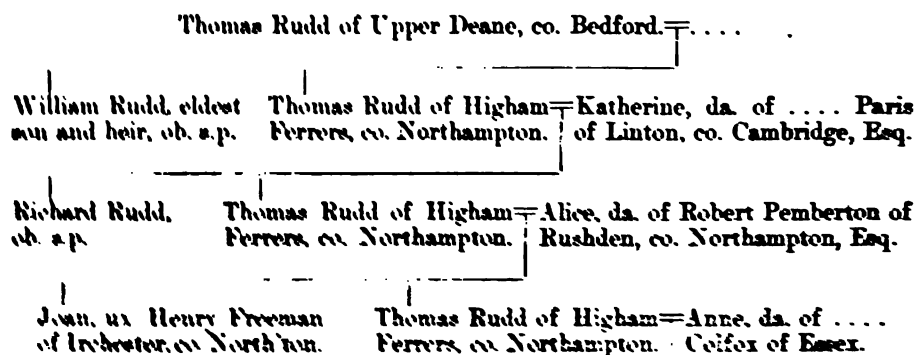 Thomas Rudd of Upper Deane, co. Bedford.=....
William Rudd, eldest son and heir, ob. s.p.
Thomas Rudd of Higham Ferrers, co. Northampton.=Katherine, da. of .... Paris of Linton, co. Cambridge, Esq.
Richard Rudd, ob. s.p.
Thomas Rudd of Higham Ferrers, co. Northampton.=Alice, da. of Robert Pemberton of Rushden, co. Northampton, Esq.
Joan, ux Henry Freeman of Irchester, co North'ton.
Thomas Rudd of Higham Ferrers, co. Northampton.=Anne, da. of .... Colfox of Essex.